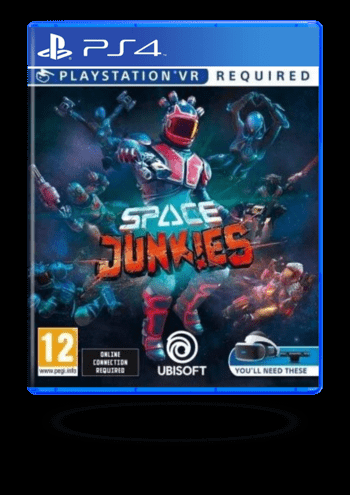 PS4
PLAYSTATION®VR REQUIRED
SPACE
JUNKIES
12
www.pegi.info
ONLINE
CONNECTION
REQUIRED
UBISOFT
YOU'LL NEED THESE